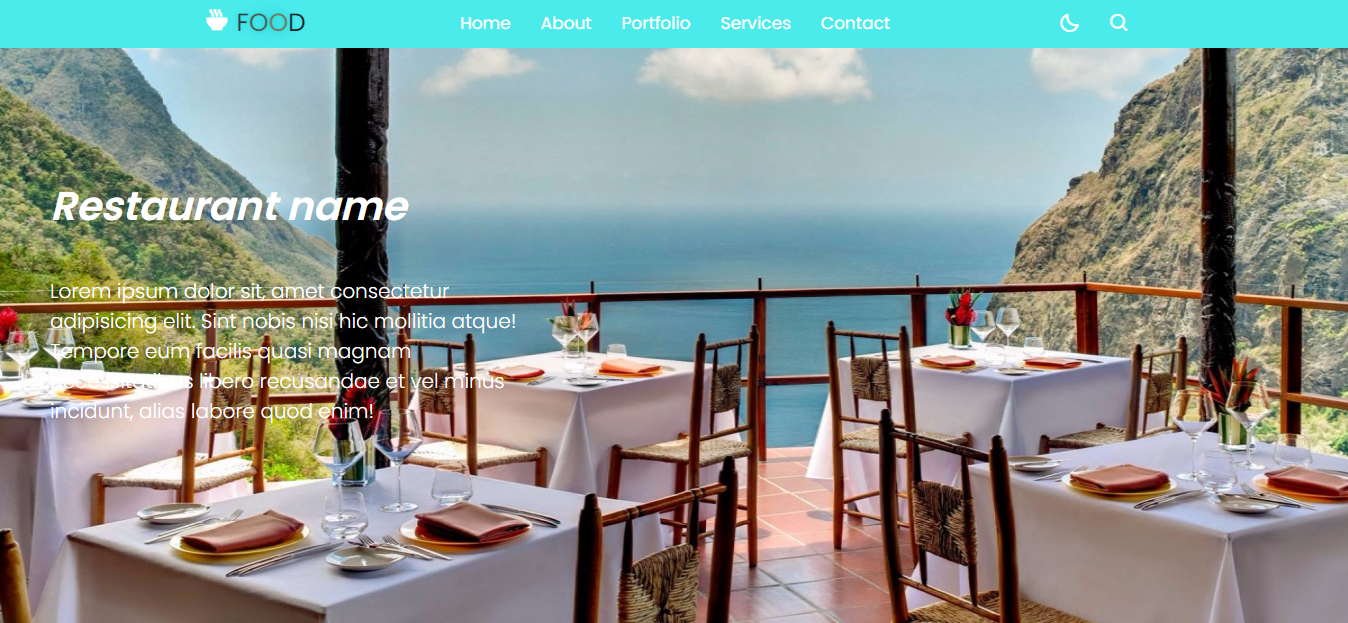 FOOD
Home About Portfolio Services Contact
Restaurant name
Lorem ipsum dolor sit, amet consectetur
adipisicing elit. Sint nobis nisi hic mollitia atque!
Tempore eum facilis quasi magnam
libero recusandae et vel minus
incidunt, alias labore quod enim!